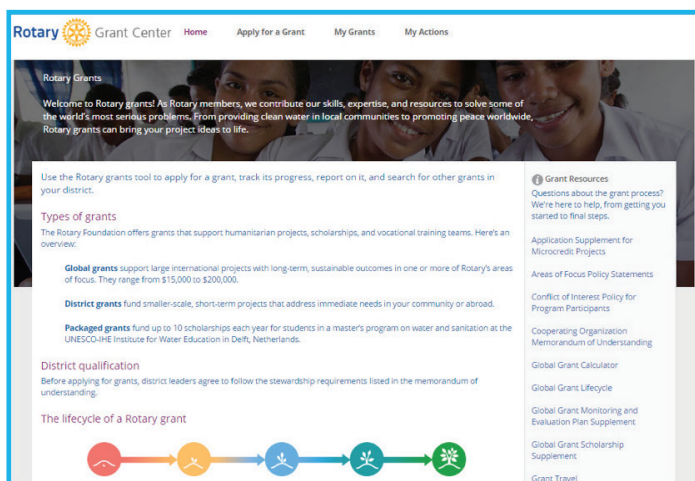 Rotary Grant Center Home Apply for a Grant My Grants My Actions
Rotary Grants
Welcome to Rotary grants! As Rotary members, we contribute our skills, expertise, and resources to solve some of
the world's most serious problems. From providing clean water in local communities to promoting peace worldwide,
Rotary grants can bring your project ideas to life.
Use the Rotary grants tool to apply for a grant, track its progress, report on it, and search for other grants in
your district.
Types of grants
The Rotary Foundation offers grants that support humanitarian projects, scholarships, and vocational training teams. Here's an
overview:
Global grants support large international projects with long-term, sustainable outcomes in one or more of Rotary's areas
of focus. They range from $15,000 to $200,000.
District grants fund smaller-scale, short-term projects that address immediate needs in your community or abroad.
Packaged grants fund up to 10 scholarships each year for students in a master's program on water and sanitation at the
UNESCO-IHE Institute for Water Education in Delft, Netherlands.
District qualification
Before applying for grants, district leaders agree to follow the stewardship requirements listed in the memorandum of
understanding.
The lifecycle of a Rotary grant
Grant Resources
Questions about the grant process?
We're here to help, from getting you
started to final steps.
Application Supplement for
Microcredit Projects
Areas of Focus Policy Statements
Conflict of Interest Policy for
Program Participants
Cooperating Organization
Memorandum of Understanding
Global Grant Calculator
Global Grant Lifecycle
Global Grant Monitoring and
Evaluation Plan Supplement
Global Grant Scholarship
Supplement
Grant Travel